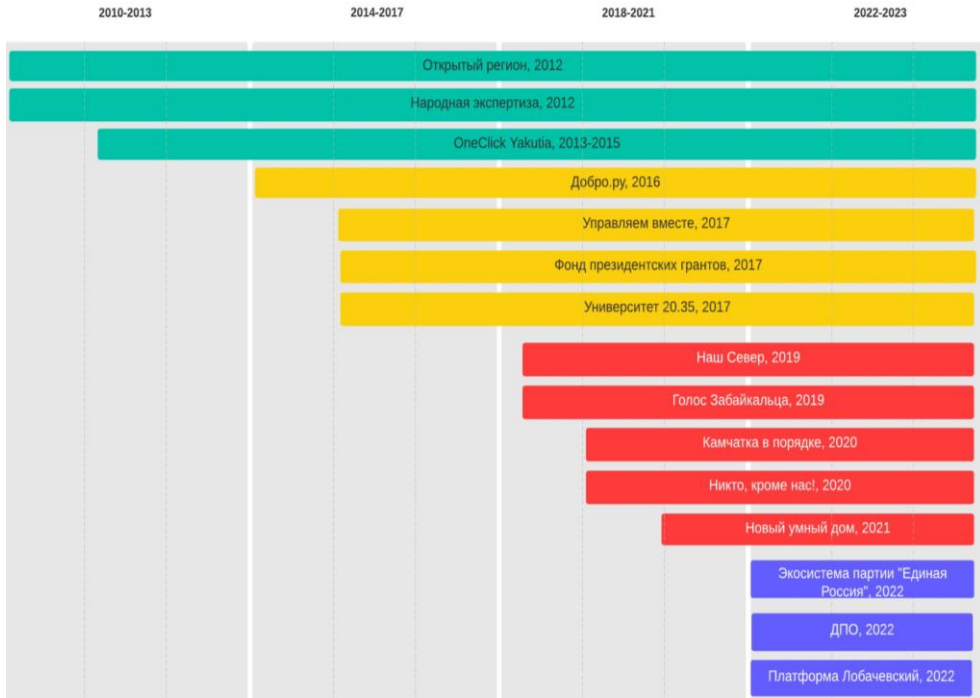 2010-2013 2014-2017 2018-2021 2022-2023
Открытый регион, 2012
Народная экспертиза, 2012
OneClick Yakutia, 2013-2015
Добро.ру, 2016
Управляем вместе, 2017
Фонд президентских грантов, 2017
Университет 20.35, 2017
Наш Север, 2019
Голос Забайкальца, 2019
Камчатка в порядке, 2020
Никто, кроме нас!, 2020
Новый умный дом, 2021
Экосистема партии "Единая
Россия", 2022
ДПО, 2022
Платформа Лобачевский, 2022